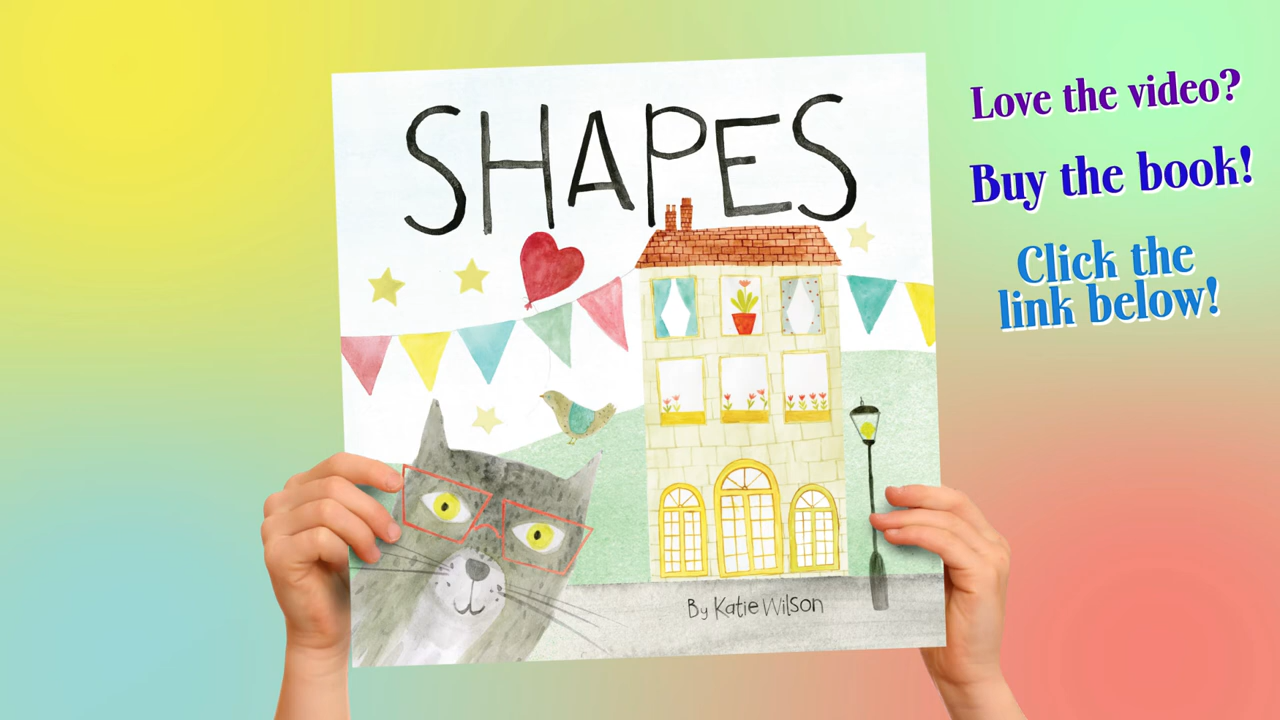 SHAPES
By Katie Wilson
Love the video?
Buy the book!
Click the
link below!